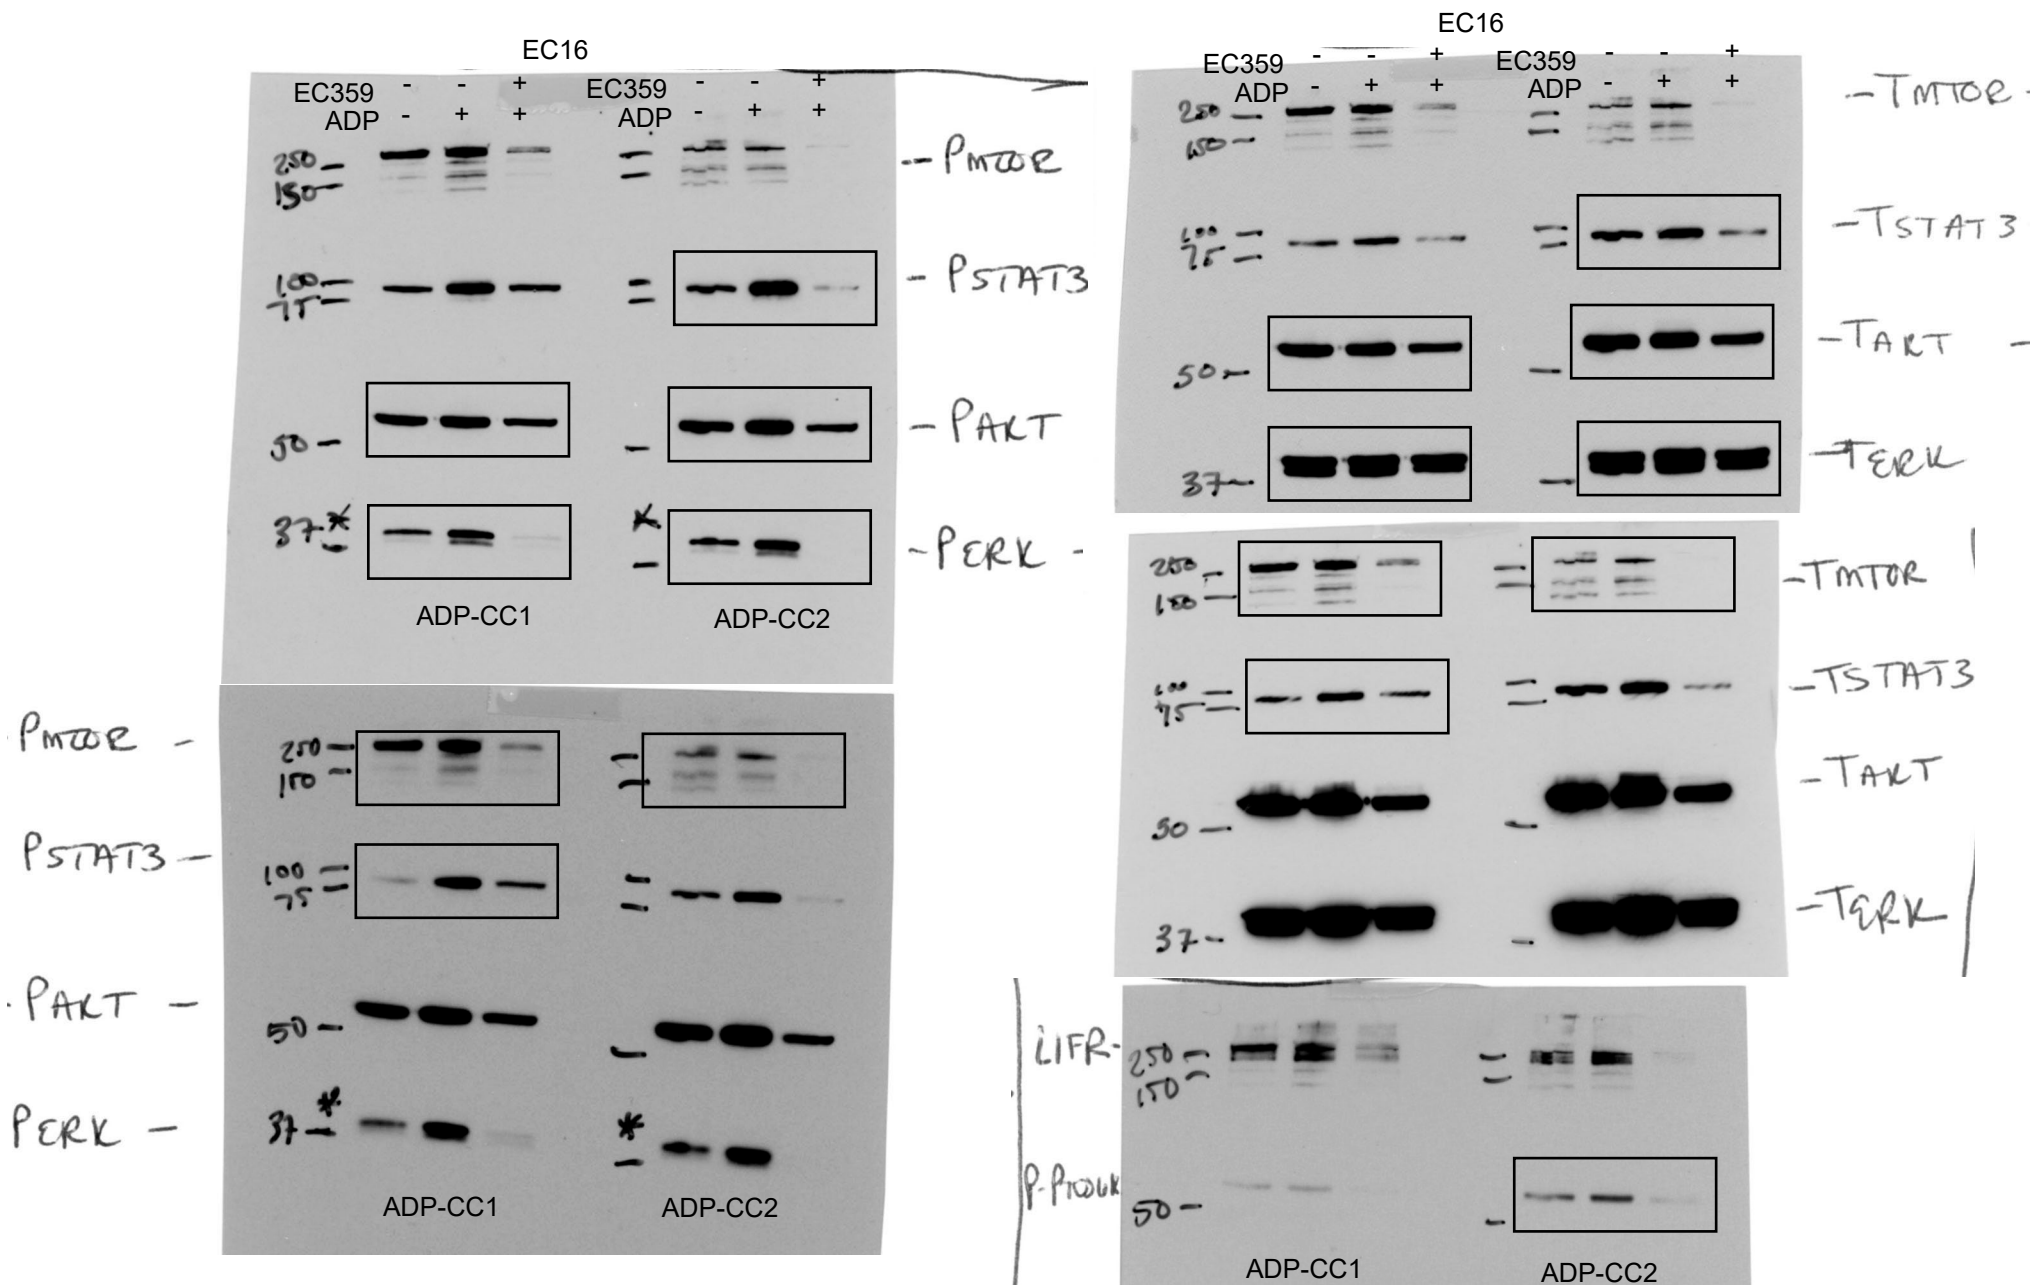 EC16
EC359 - - + EC359 - - +
ADP - + + ADP - + +
250
150
PMTOR
100
75
PSTAT3
50
PAKT
37*
*
PERK
ADP-CC1 ADP-CC2
PMTOR
250
150
PSTAT3
100
75
PAKT
50
PERK
37*
*
ADP-CC1 ADP-CC2
EC16
EC359 - - + EC359 - - +
ADP - + + ADP - + +
250
150
TMTOR
100
75
TSTAT3
50
TAKT
37
TERK
250
150
TMTOR
100
75
TSTAT3
50
TAKT
37
TERK
LIFR
250
150
50
ADP-CC1 ADP-CC2